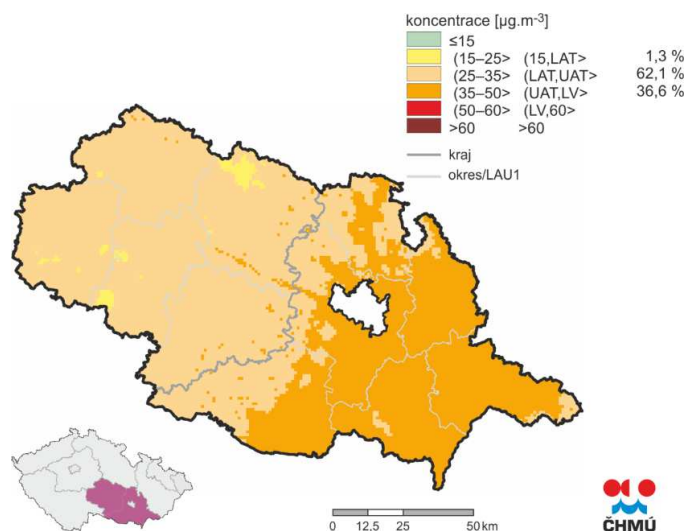 koncentrace [µg.m⁻³]
≤15
(15–25> (15,LAT> 1,3 %
(25–35> (LAT,UAT> 62,1 %
(35–50> (UAT,LV> 36,6 %
(50–60> (LV,60>
>60 >60
kraj
okres/LAU1
0 12.5 25 50 km
ČHMÚ